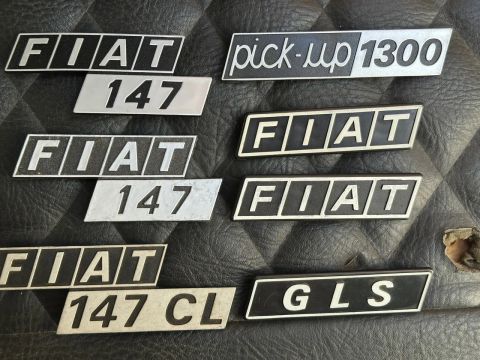 FIAT
147
pick-up 1300
FIAT
147
FIAT
FIAT
FIAT
147 CL
GLS